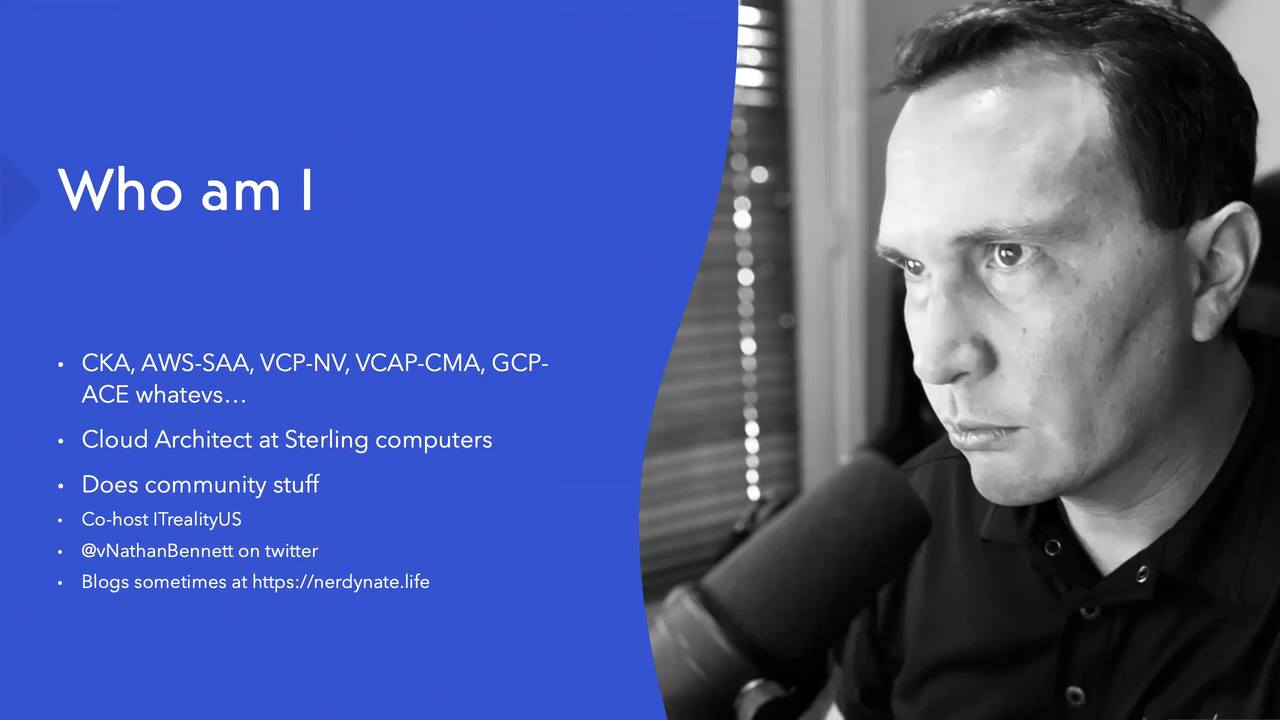 Who am I
• CKA, AWS-SAA, VCP-NV, VCAP-CMA, GCP-
ACE whatevs...
• Cloud Architect at Sterling computers
• Does community stuff
• Co-host ITrealityUS
• @vNathanBennett on twitter
• Blogs sometimes at https://nerdynate.life